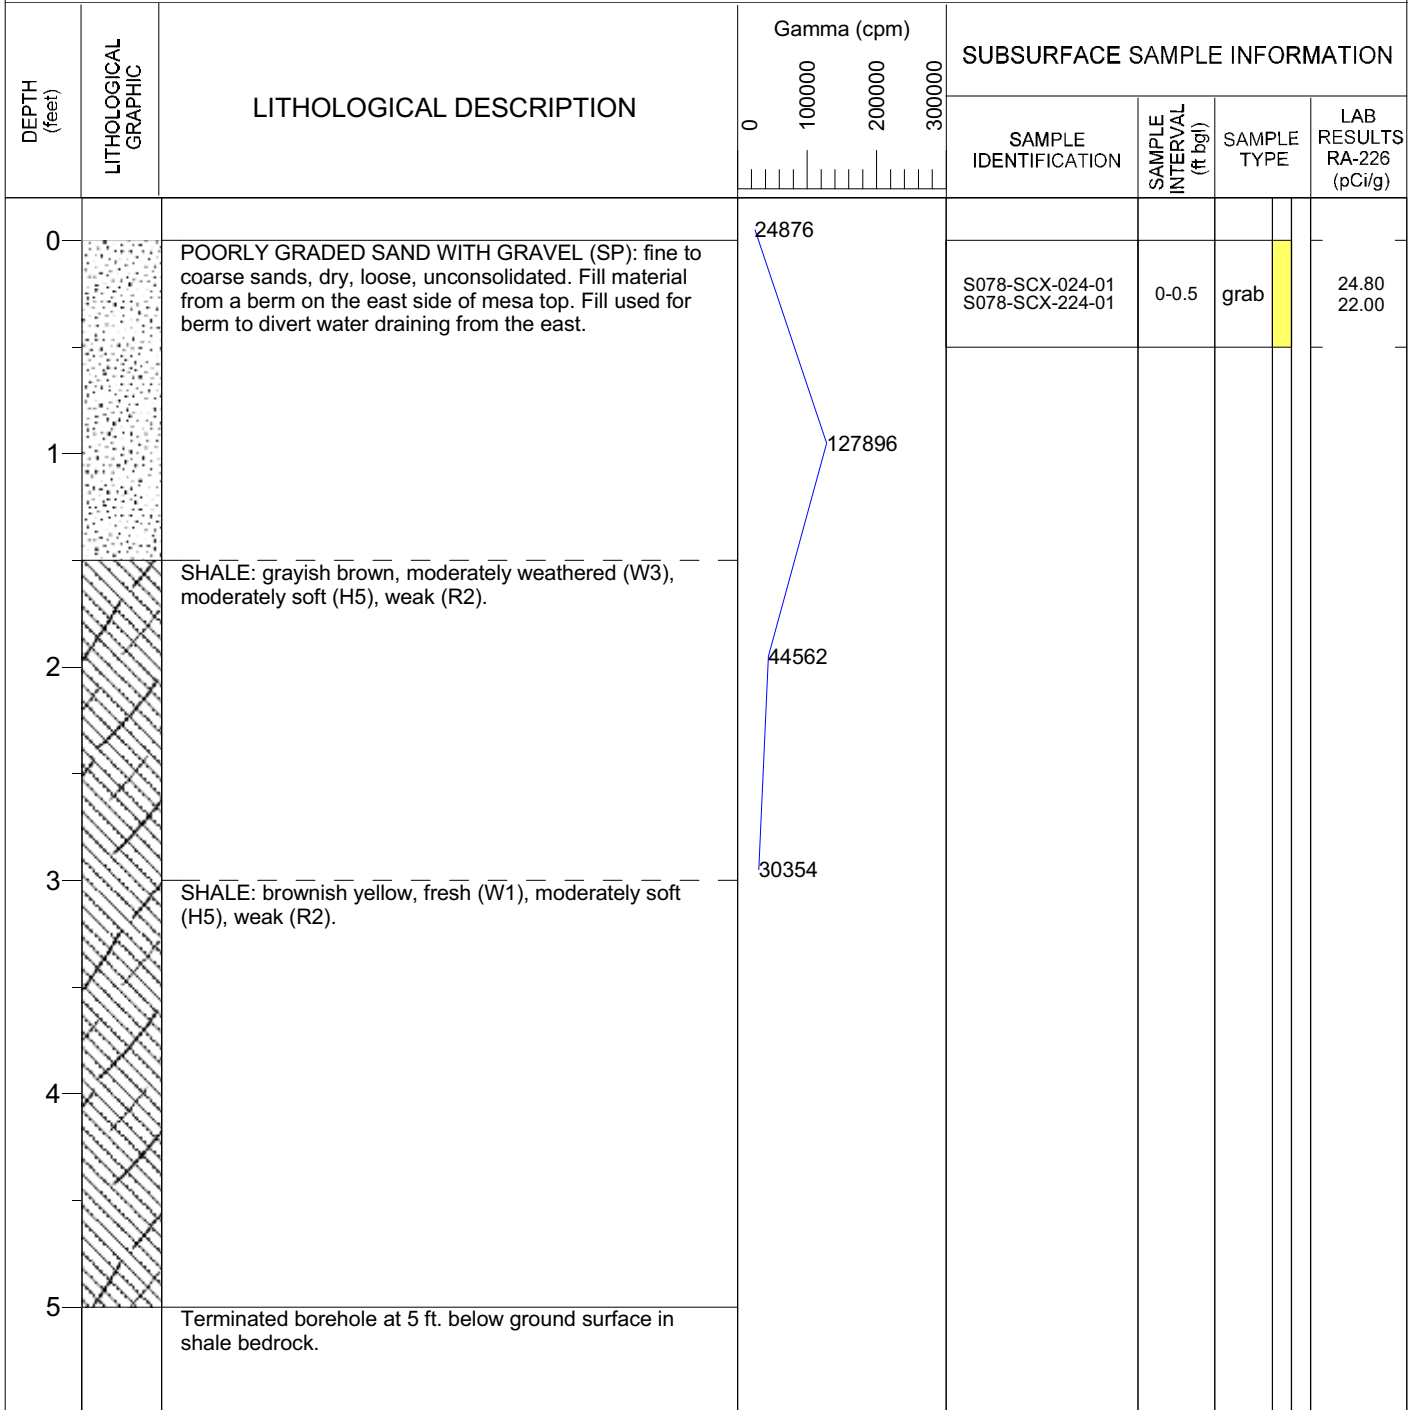 DEPTH
(feet)
LITHOLOGICAL
GRAPHIC
LITHOLOGICAL DESCRIPTION
Gamma (cpm)
0
100000
200000
300000
SUBSURFACE SAMPLE INFORMATION
SAMPLE
IDENTIFICATION
SAMPLE
INTERVAL
(ft bgl)
SAMPLE
TYPE
LAB
RESULTS
RA-226
(pCi/g)
0
POORLY GRADED SAND WITH GRAVEL (SP): fine to
coarse sands, dry, loose, unconsolidated. Fill material
from a berm on the east side of mesa top. Fill used for
berm to divert water draining from the east.
24876
S078-SCX-024-01
S078-SCX-224-01
0-0.5
grab
24.80
22.00
1
127896
SHALE: grayish brown, moderately weathered (W3),
moderately soft (H5), weak (R2).
2
44562
3
30354
SHALE: brownish yellow, fresh (W1), moderately soft
(H5), weak (R2).
4
5
Terminated borehole at 5 ft. below ground surface in
shale bedrock.